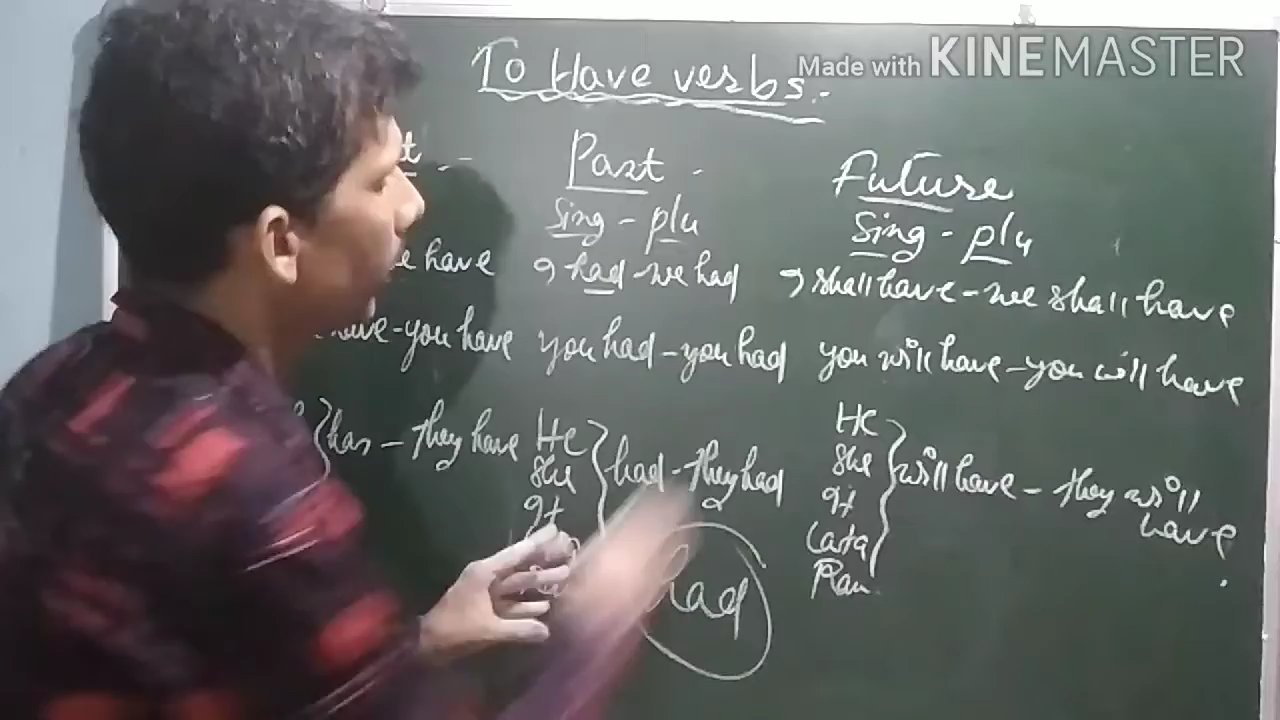 To Have verbs.
Made with KINEMASTER
Past - Future
Sing - plu Sing - plu
have I had - we had I shall have - we shall have
have - you have you had - you had you will have - you will have
has - they have He He
She had - they had She will have - they will
It It have.
had
Ram